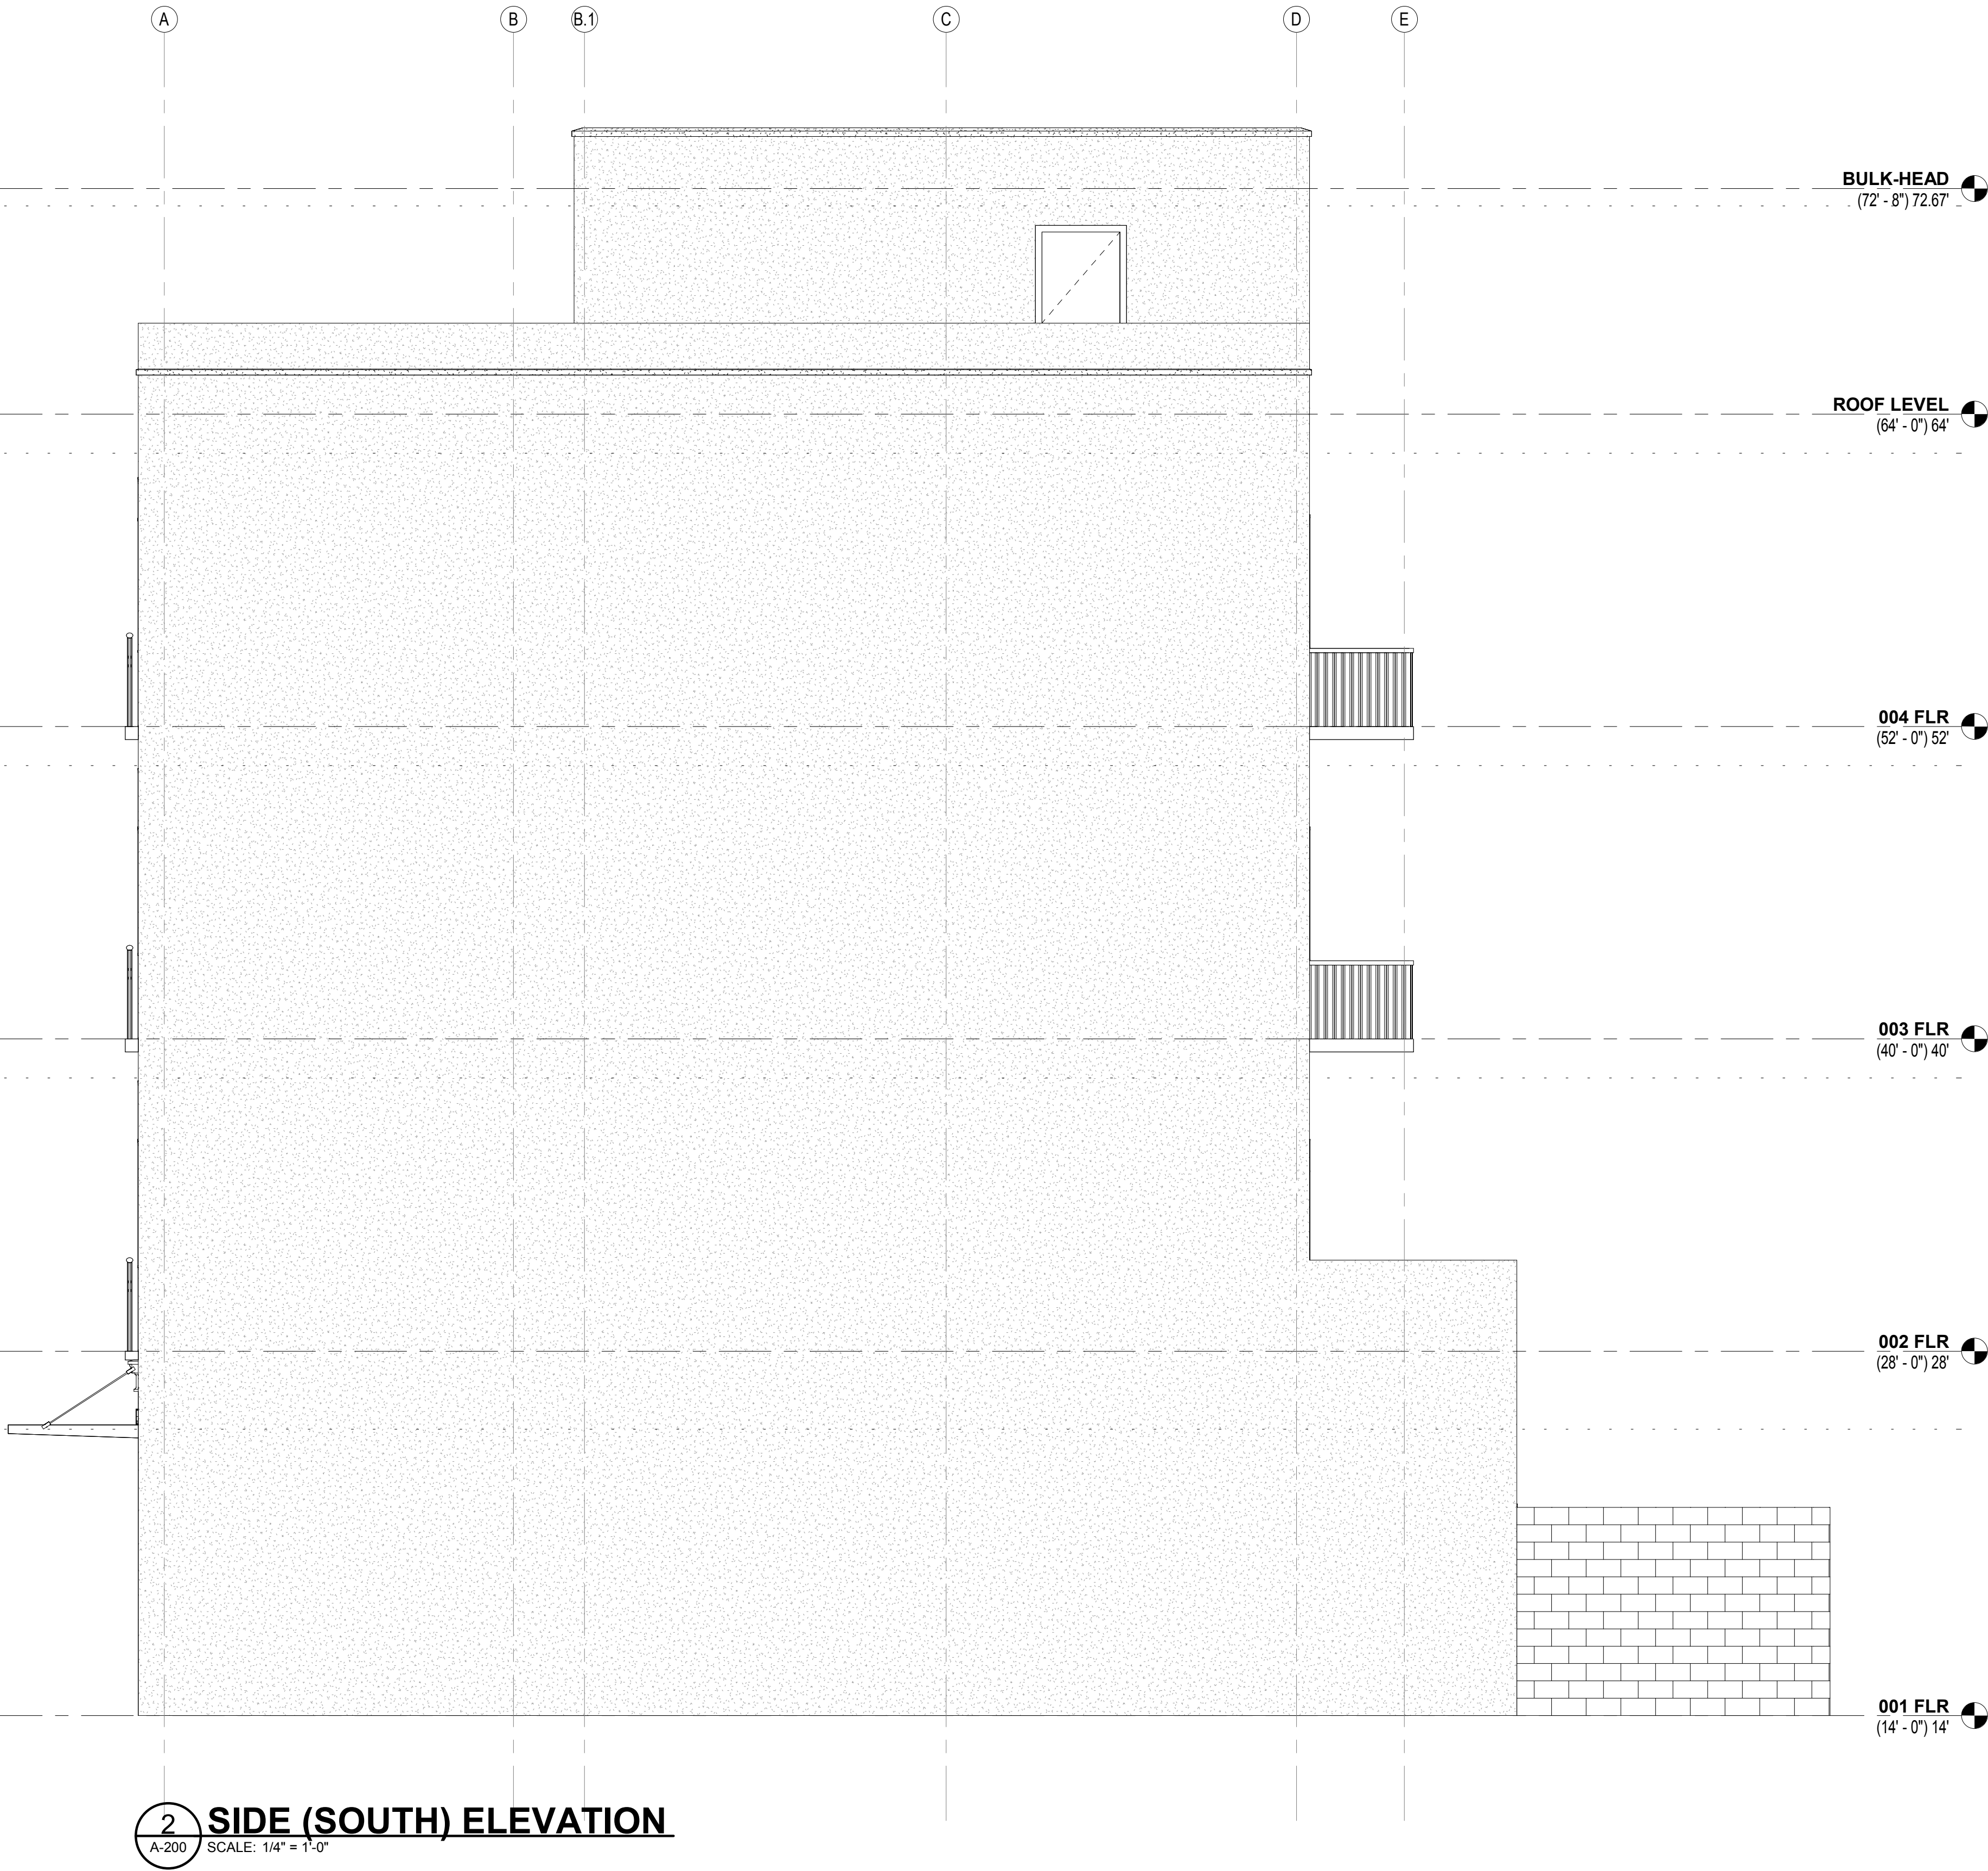 A B B.1 C D E
BULK-HEAD
(72' - 8") 72.67'
ROOF LEVEL
(64' - 0") 64'
004 FLR
(52' - 0") 52'
003 FLR
(40' - 0") 40'
002 FLR
(28' - 0") 28'
001 FLR
(14' - 0") 14'
2
A-200
SIDE (SOUTH) ELEVATION
SCALE: 1/4" = 1'-0"